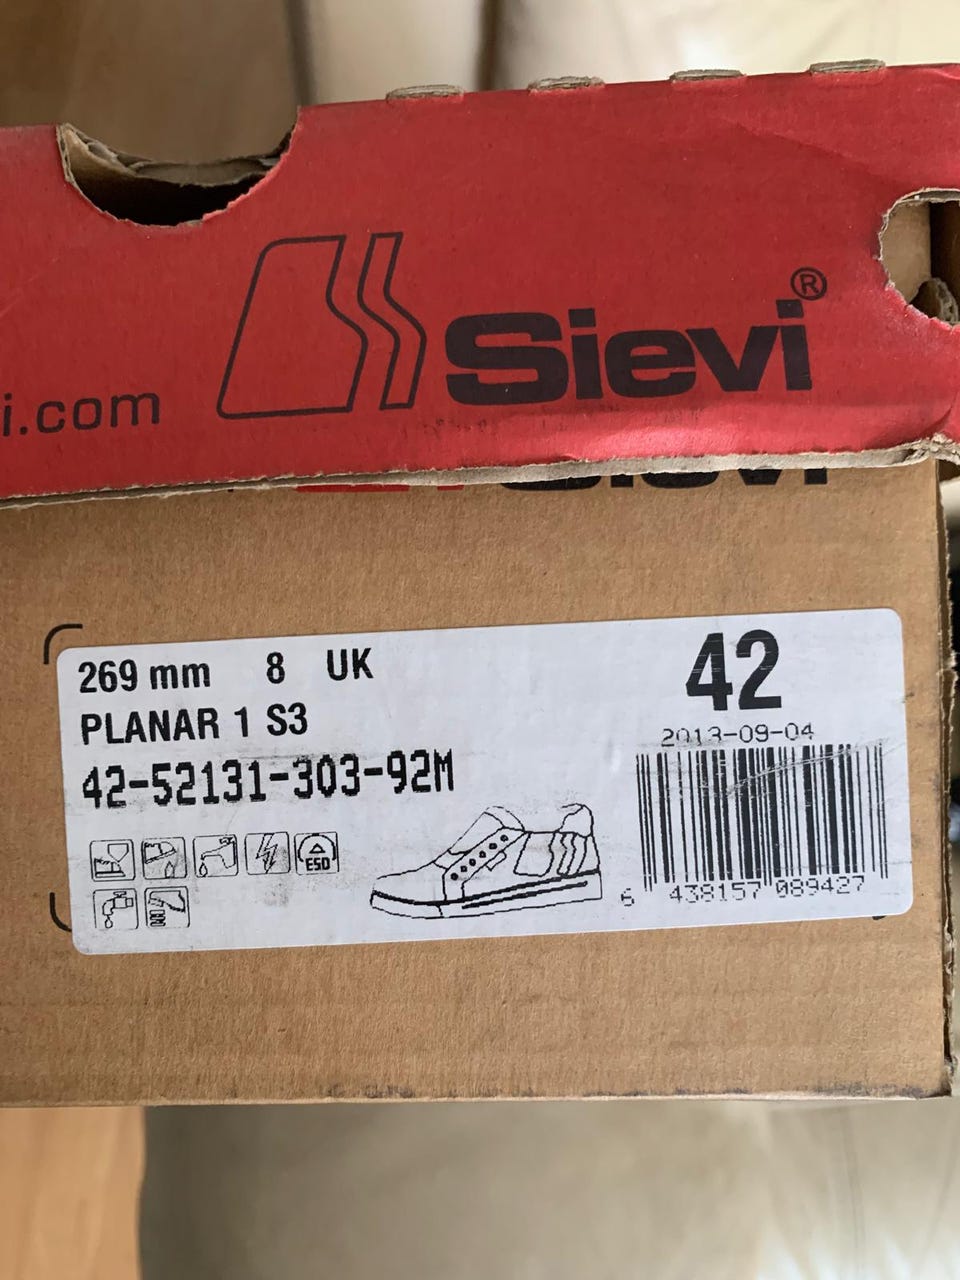 Sievi®
i.com
269 mm 8 UK
42
PLANAR 1 S3
2013-09-04
42-52131-303-92M
ESD
6 438157 089427